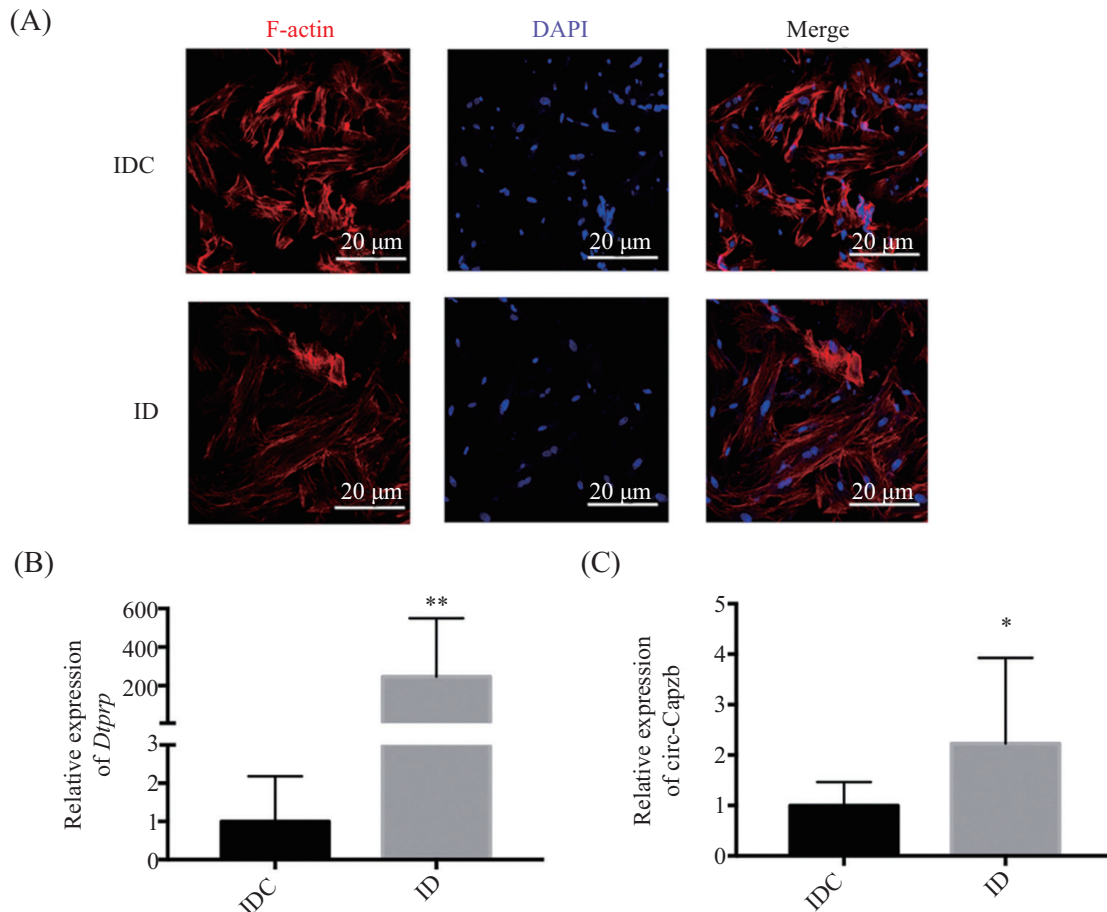 (A)
F-actin
DAPI
Merge
IDC
20 μm
20 μm
20 μm
ID
20 μm
20 μm
20 μm
(B)
Relative expression
of Dtprp
600
400
200
3
2
1
0
**
IDC
ID
(C)
Relative expression
of circ-Capzb
5
4
3
2
1
0
*
IDC
ID